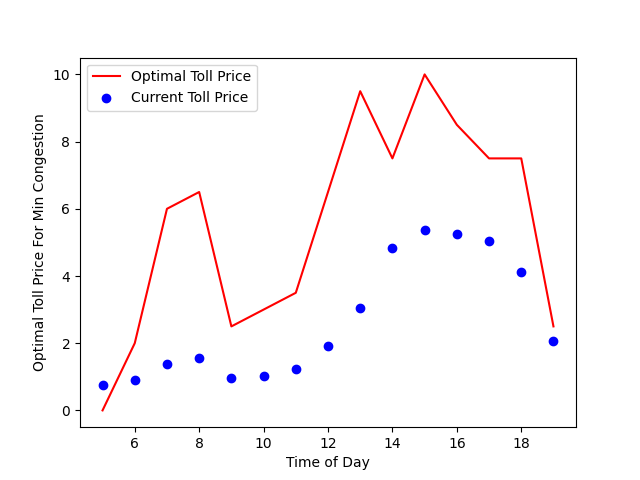 Optimal Toll Price
Current Toll Price
Optimal Toll Price For Min Congestion
10
8
6
4
2
0
6 8 10 12 14 16 18
Time of Day